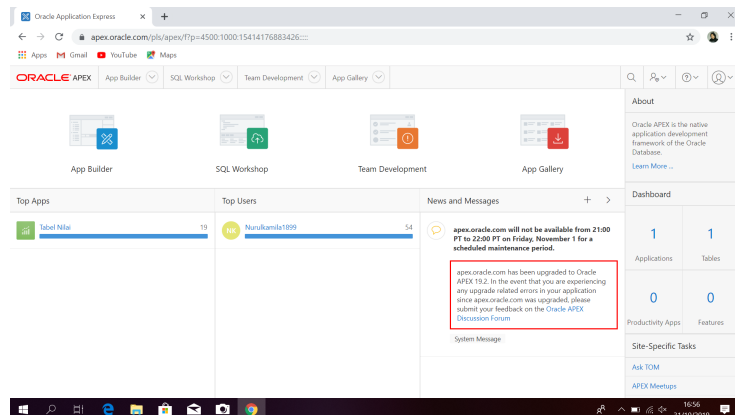 Oracle Application Express
apex.oracle.com/pls/apex/f?p=4500:1000:15414176883426::::
Apps Gmail YouTube Maps
ORACLE APEX App Builder SQL Workshop Team Development App Gallery
App Builder
SQL Workshop
Team Development
App Gallery
About
Oracle APEX is the native
application development
framework of the Oracle
Database.
Learn More ...
Top Apps
Tabel Nilai 19
Top Users
NK Nurulkamila1899 54
News and Messages
apex.oracle.com will not be available from 21:00
PT to 22:00 PT on Friday, November 1 for a
scheduled maintenance period.
apex.oracle.com has been upgraded to Oracle
APEX 19.2. In the event that you are experiencing
any upgrade related errors in your application
since apex.oracle.com was upgraded, please
submit your feedback on the Oracle APEX
Discussion Forum
System Message
Dashboard
1 1
Applications Tables
0 0
Productivity Apps Features
Site-Specific Tasks
Ask TOM
APEX Meetups
16:56
31/10/2019